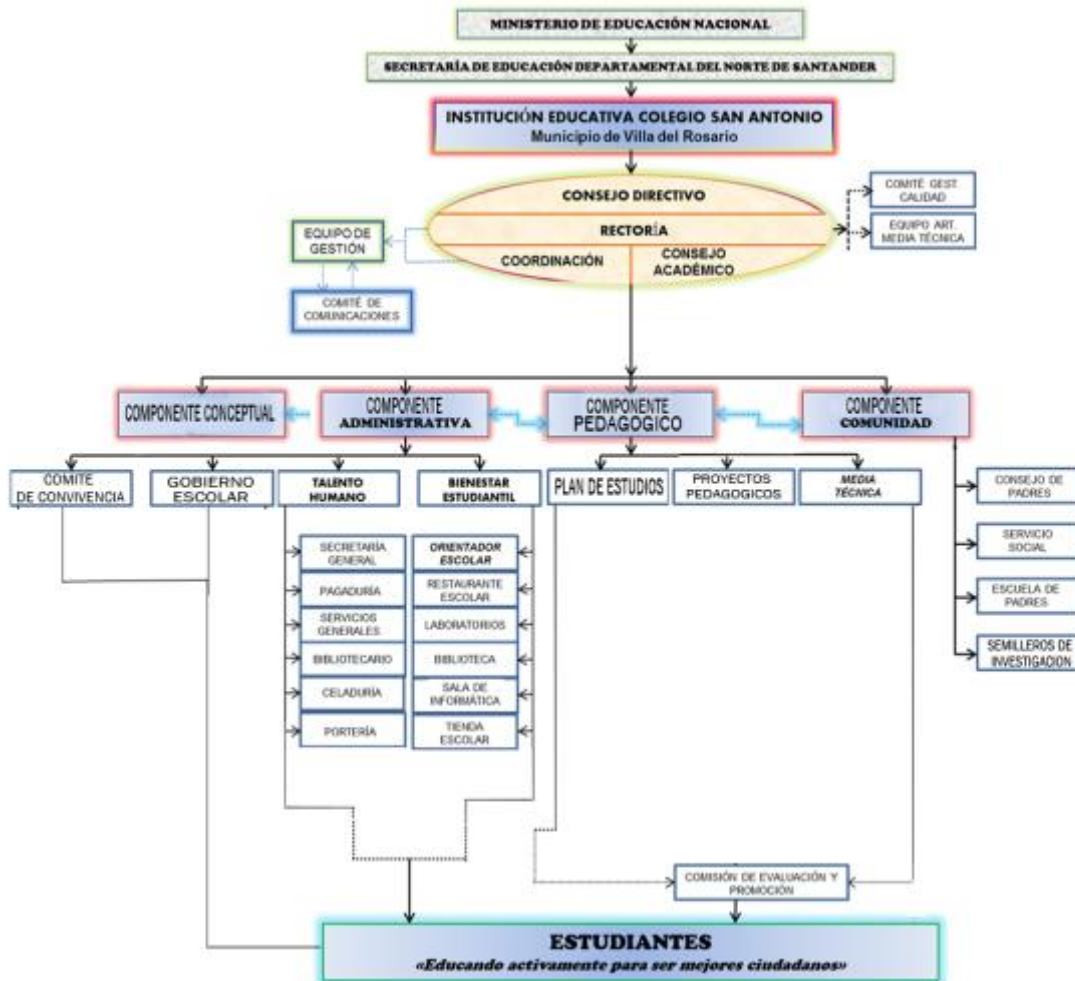 MINISTERIO DE EDUCACIÓN NACIONAL
SECRETARÍA DE EDUCACIÓN DEPARTAMENTAL DEL NORTE DE SANTANDER
INSTITUCIÓN EDUCATIVA COLEGIO SAN ANTONIO
Municipio de Villa del Rosario
CONSEJO DIRECTIVO
RECTORÍA
COORDINACIÓN
CONSEJO
ACADÉMICO
COMITÉ GEST.
CALIDAD
EQUIPO ART.
MEDIA TÉCNICA
EQUIPO DE
GESTIÓN
COMITÉ DE
COMUNICACIONES
COMPONENTE CONCEPTUAL
COMPONENTE
ADMINISTRATIVA
COMPONENTE
PEDAGOGICO
COMPONENTE
COMUNIDAD
COMITE
DE CONVIVENCIA
GOBIERNO
ESCOLAR
TALENTO
HUMANO
BIENESTAR
ESTUDIANTIL
PLAN DE ESTUDIOS
PROYECTOS
PEDAGOGICOS
MEDIA
TÉCNICA
SECRETARÍA
GENERAL
PAGADURÍA
SERVICIOS
GENERALES
BIBLIOTECARIO
CELADURÍA
PORTERÍA
ORIENTADOR
ESCOLAR
RESTAURANTE
ESCOLAR
LABORATORIOS
BIBLIOTECA
SALA DE
INFORMÁTICA
TIENDA
ESCOLAR
CONSEJO DE
PADRES
SERVICIO
SOCIAL
ESCUELA DE
PADRES
SEMILLEROS DE
INVESTIGACION
COMISIÓN DE EVALUACIÓN Y
PROMOCIÓN
ESTUDIANTES
«Educando activamente para ser mejores ciudadanos»